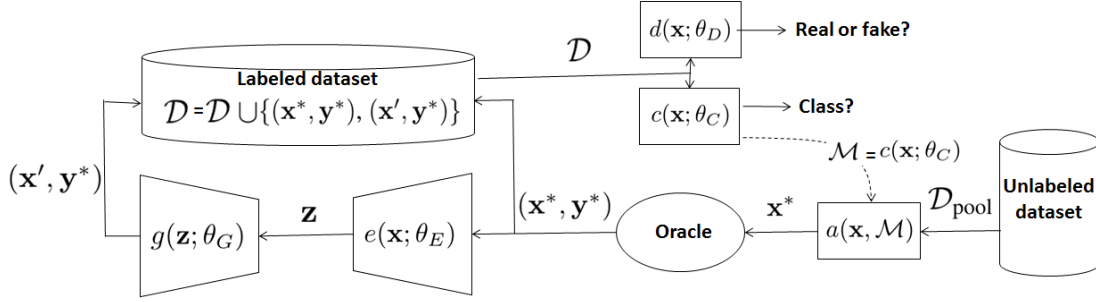 d(x; θ_D)
Real or fake?
𝒟
Labeled dataset
𝒟 = 𝒟 ∪{(x*, y*), (x′, y*)}
c(x; θ_C)
Class?
ℳ = c(x; θ_C)
(x′, y*)
g(z; θ_G)
z
e(x; θ_E)
(x*, y*)
Oracle
x*
a(x, ℳ)
𝒟_pool
Unlabeled
dataset